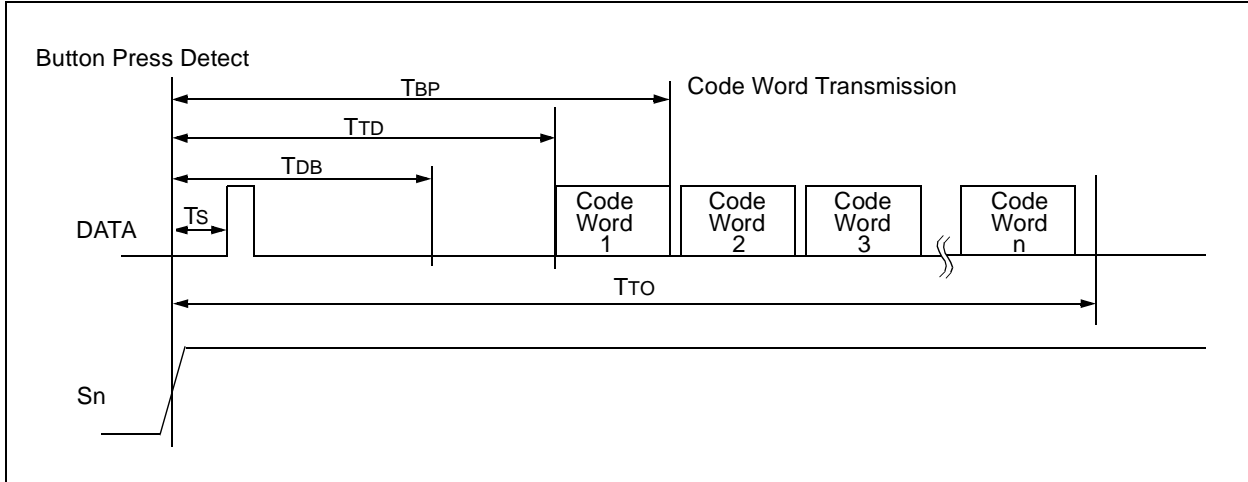 Button Press Detect
TBP
Code Word Transmission
TTD
TDB
TS
DATA
Code
Word
1
Code
Word
2
Code
Word
3
Code
Word
n
TTO
Sn